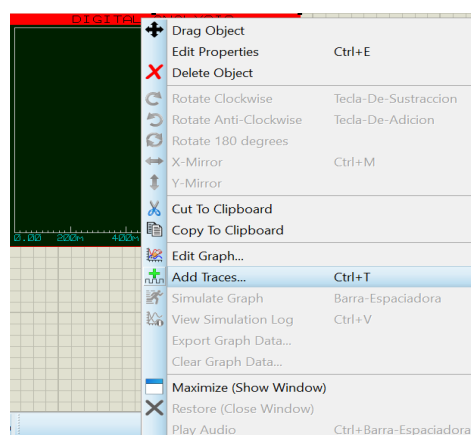 DIGITAL ANALYSIS
Drag Object
Edit Properties Ctrl+E
Delete Object
Rotate Clockwise Tecla-De-Sustraccion
Rotate Anti-Clockwise Tecla-De-Adicion
Rotate 180 degrees
X-Mirror Ctrl+M
Y-Mirror
Cut To Clipboard
Copy To Clipboard
0.00 200m 400m
Edit Graph...
Add Traces... Ctrl+T
Simulate Graph Barra-Espaciadora
View Simulation Log Ctrl+V
Export Graph Data...
Clear Graph Data...
Maximize (Show Window)
Restore (Close Window)
Play Audio Ctrl+Barra-Espaciadora